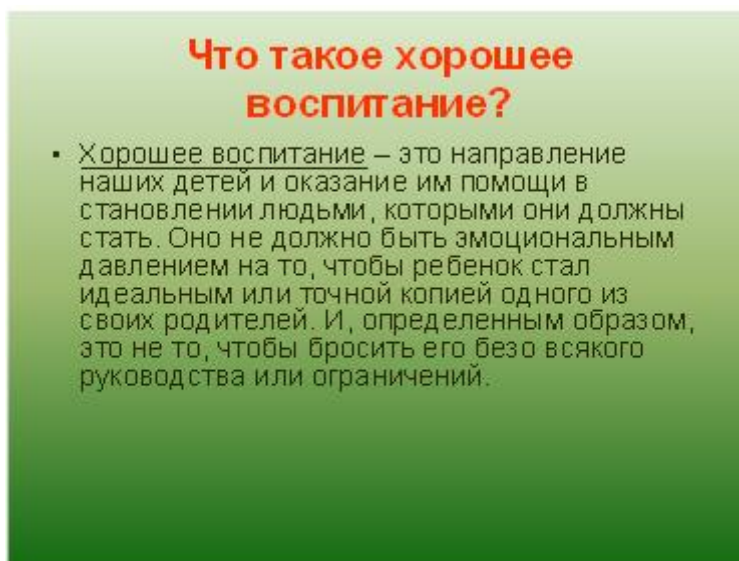 Что такое хорошее
воспитание?
• Хорошее воспитание – это направление
наших детей и оказание им помощи в
становлении людьми, которыми они должны
стать. Оно не должно быть эмоциональным
давлением на то, чтобы ребенок стал
идеальным или точной копией одного из
своих родителей. И, определенным образом,
это не то, чтобы бросить его безо всякого
руководства или ограничений.